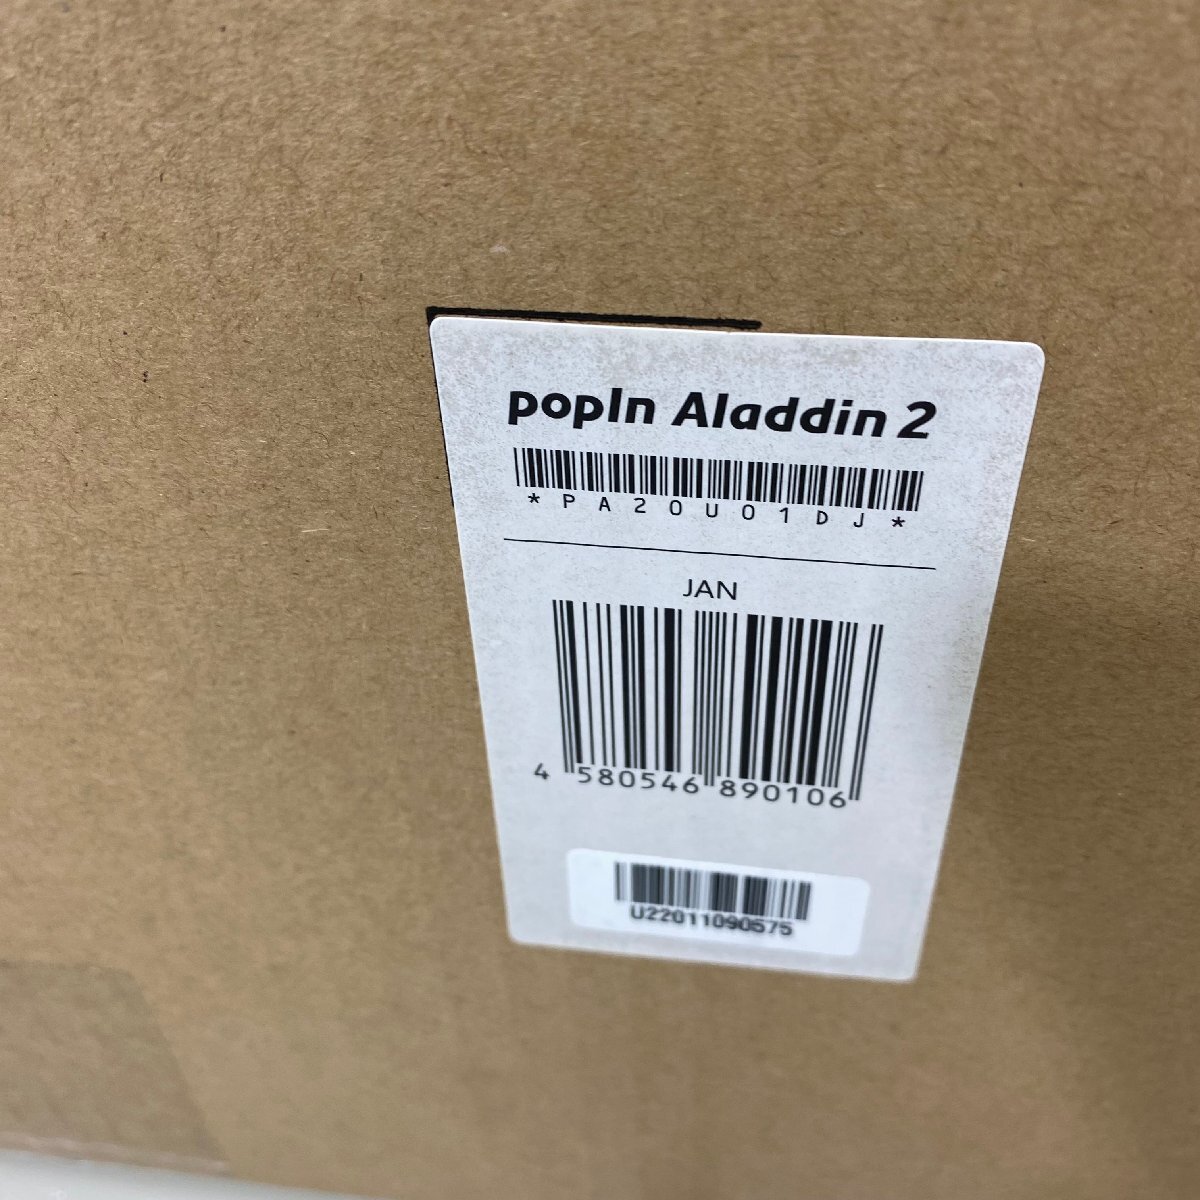 popIn Aladdin 2
*PA20U01DJ*
JAN
4 580546 890106
U22011090575